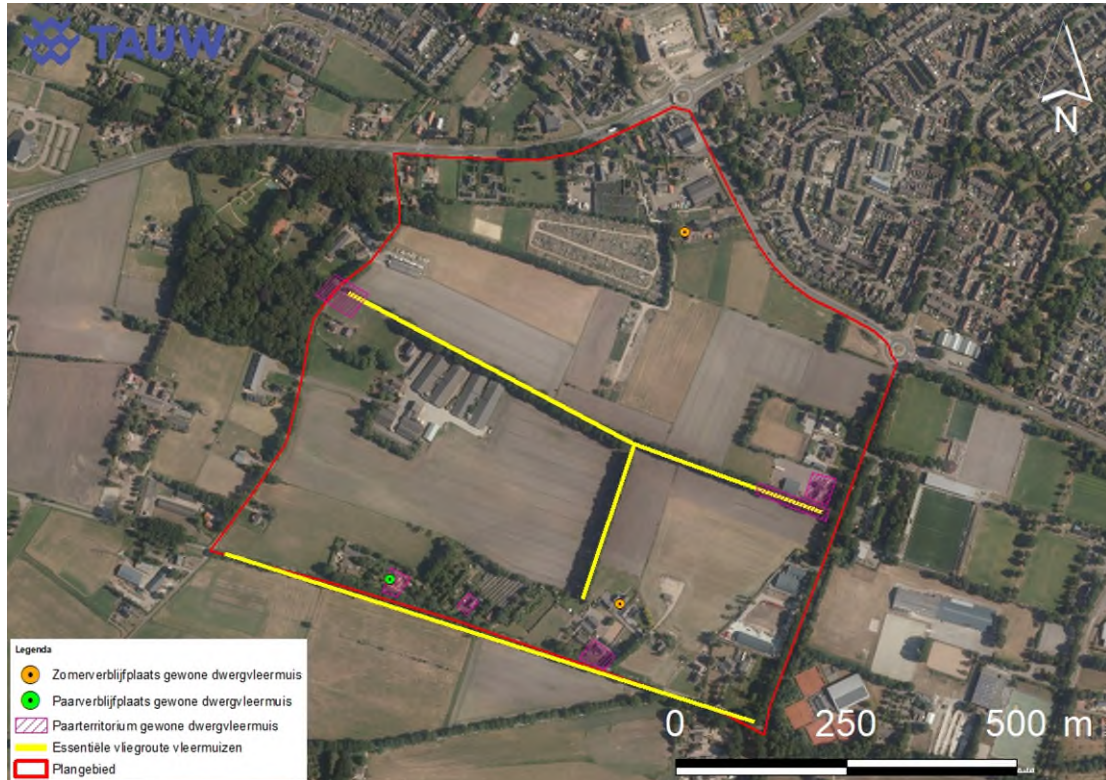 TAUW
N
Legenda
Zomerverblijfplaats gewone dwergvleermuis
Paarverblijfplaats gewone dwergvleermuis
Paarterritorium gewone dwergvleermuis
Essentiële vliegroute vleermuizen
Plangebied
0 250 500 m